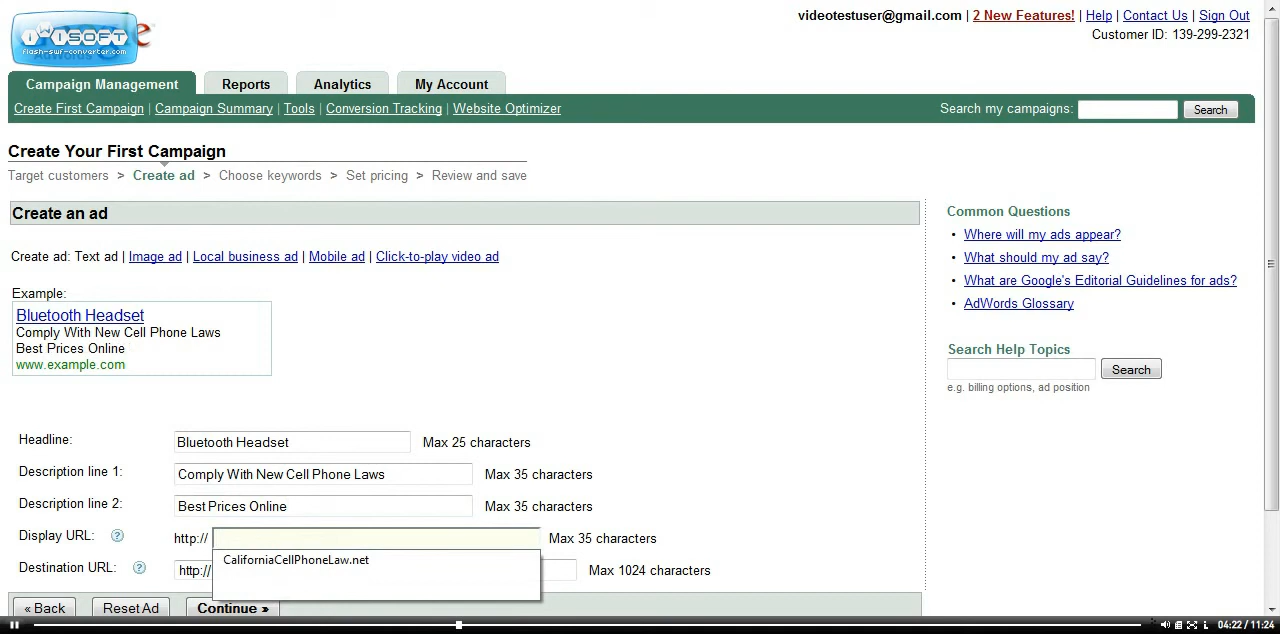 videotestuser@gmail.com | 2 New Features! | Help | Contact Us | Sign Out
iWiSOFT
flash-swf-converter.com
Customer ID: 139-299-2321
Campaign Management Reports Analytics My Account
Create First Campaign | Campaign Summary | Tools | Conversion Tracking | Website Optimizer
Search my campaigns: Search
Create Your First Campaign
Target customers > Create ad > Choose keywords > Set pricing > Review and save
Create an ad
Create ad: Text ad | Image ad | Local business ad | Mobile ad | Click-to-play video ad
Example:
Bluetooth Headset
Comply With New Cell Phone Laws
Best Prices Online
www.example.com
Headline: Bluetooth Headset Max 25 characters
Description line 1: Comply With New Cell Phone Laws Max 35 characters
Description line 2: Best Prices Online Max 35 characters
Display URL: ? http:// Max 35 characters
CaliforniaCellPhoneLaw.net
Destination URL: ? http:// Max 1024 characters
« Back Reset Ad Continue »
Common Questions
• Where will my ads appear?
• What should my ad say?
• What are Google's Editorial Guidelines for ads?
• AdWords Glossary
Search Help Topics
Search
e.g. billing options, ad position
04:22 / 11:24